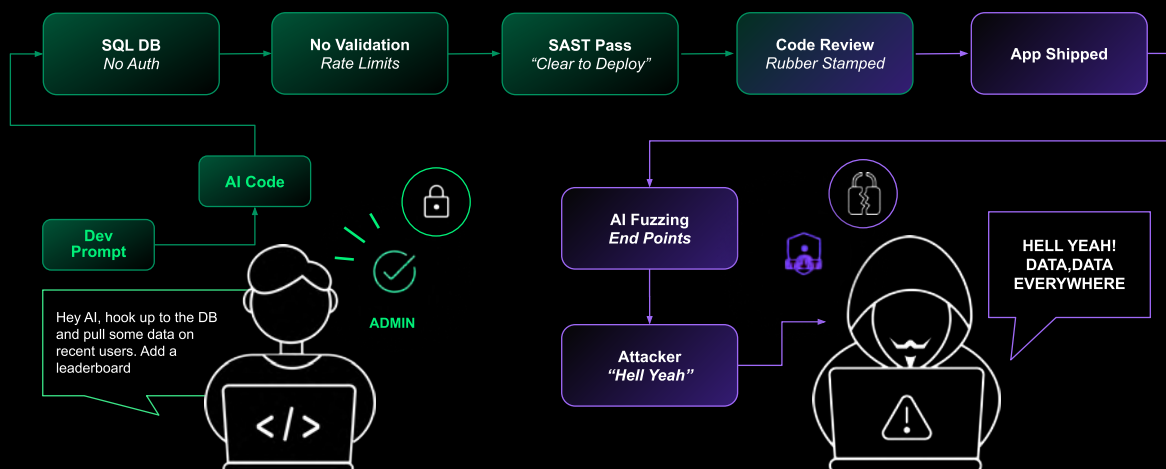 SQL DB
No Auth
No Validation
Rate Limits
SAST Pass
“Clear to Deploy”
Code Review
Rubber Stamped
App Shipped
AI Code
Dev
Prompt
Hey AI, hook up to the DB
and pull some data on
recent users. Add a
leaderboard
ADMIN
</>
AI Fuzzing
End Points
Attacker
“Hell Yeah”
HELL YEAH!
DATA,DATA
EVERYWHERE